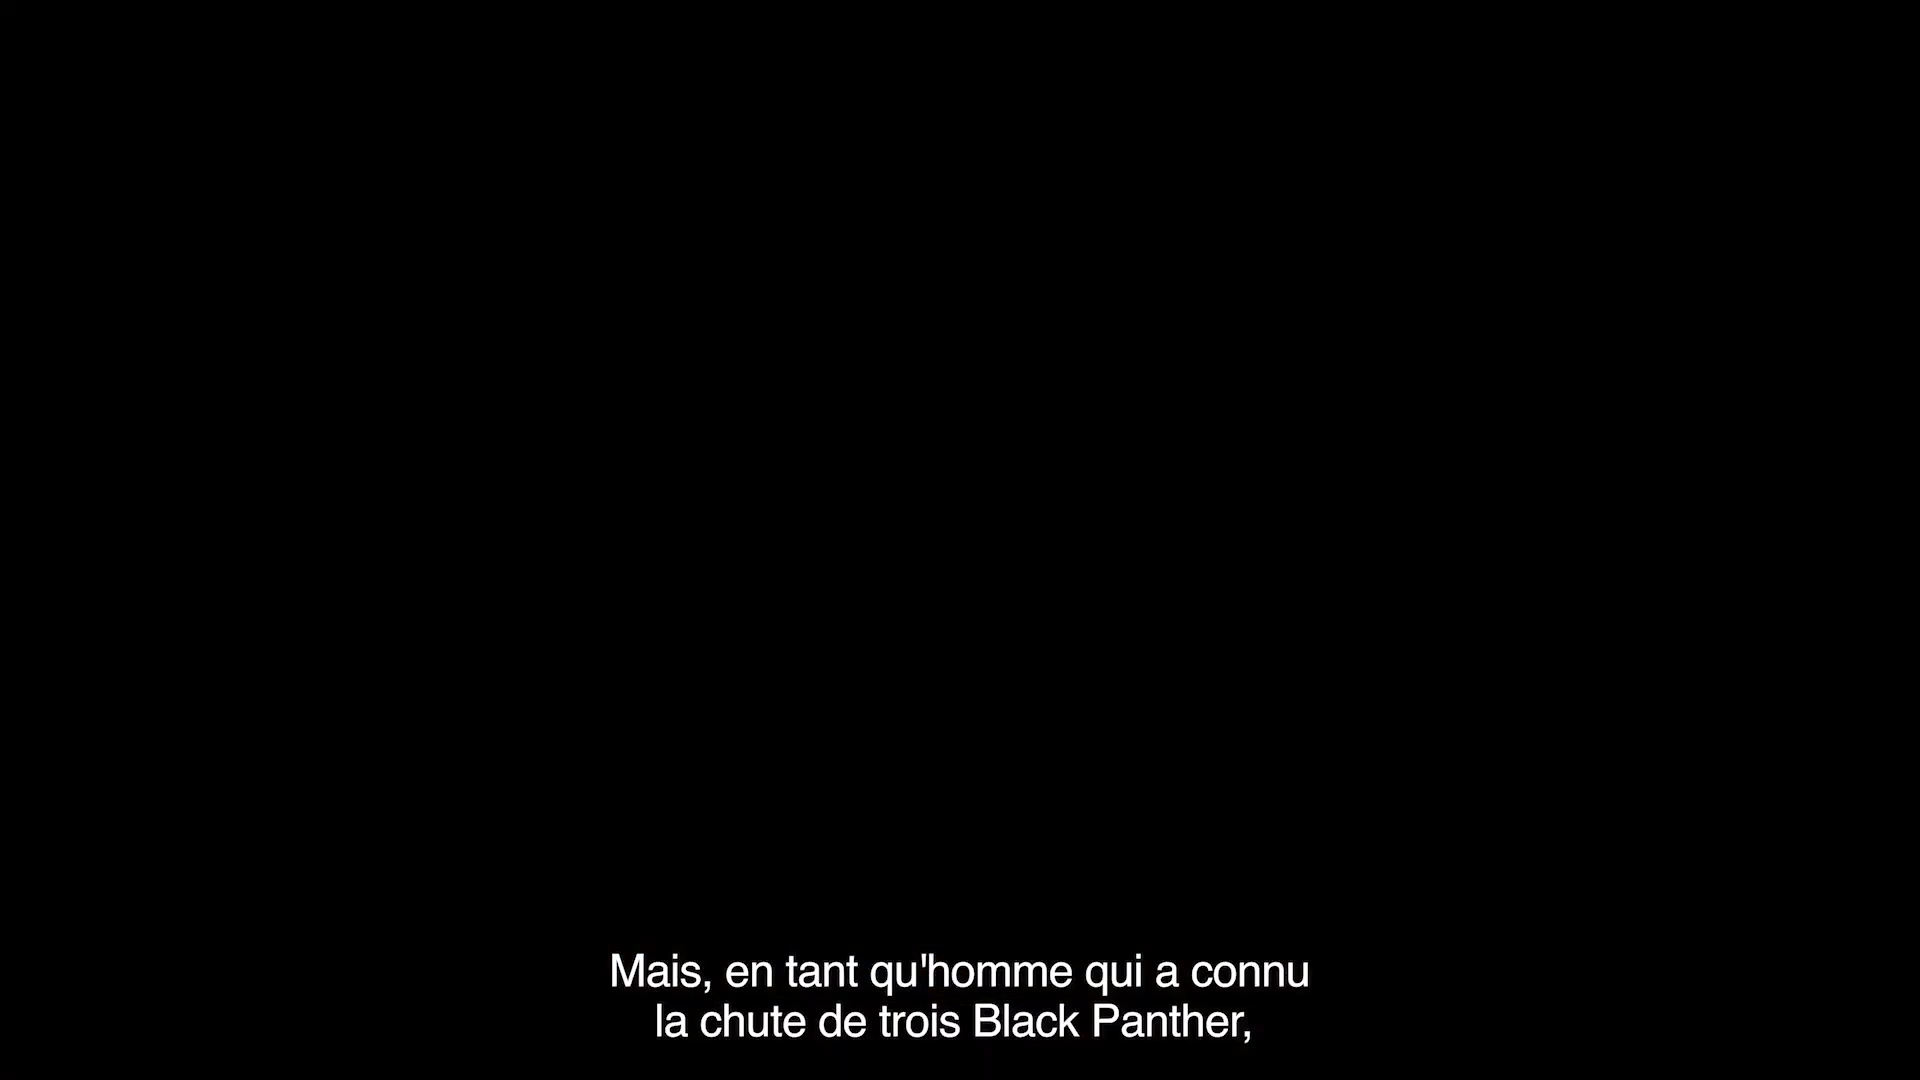 Mais, en tant qu'homme qui a connu
la chute de trois Black Panther,